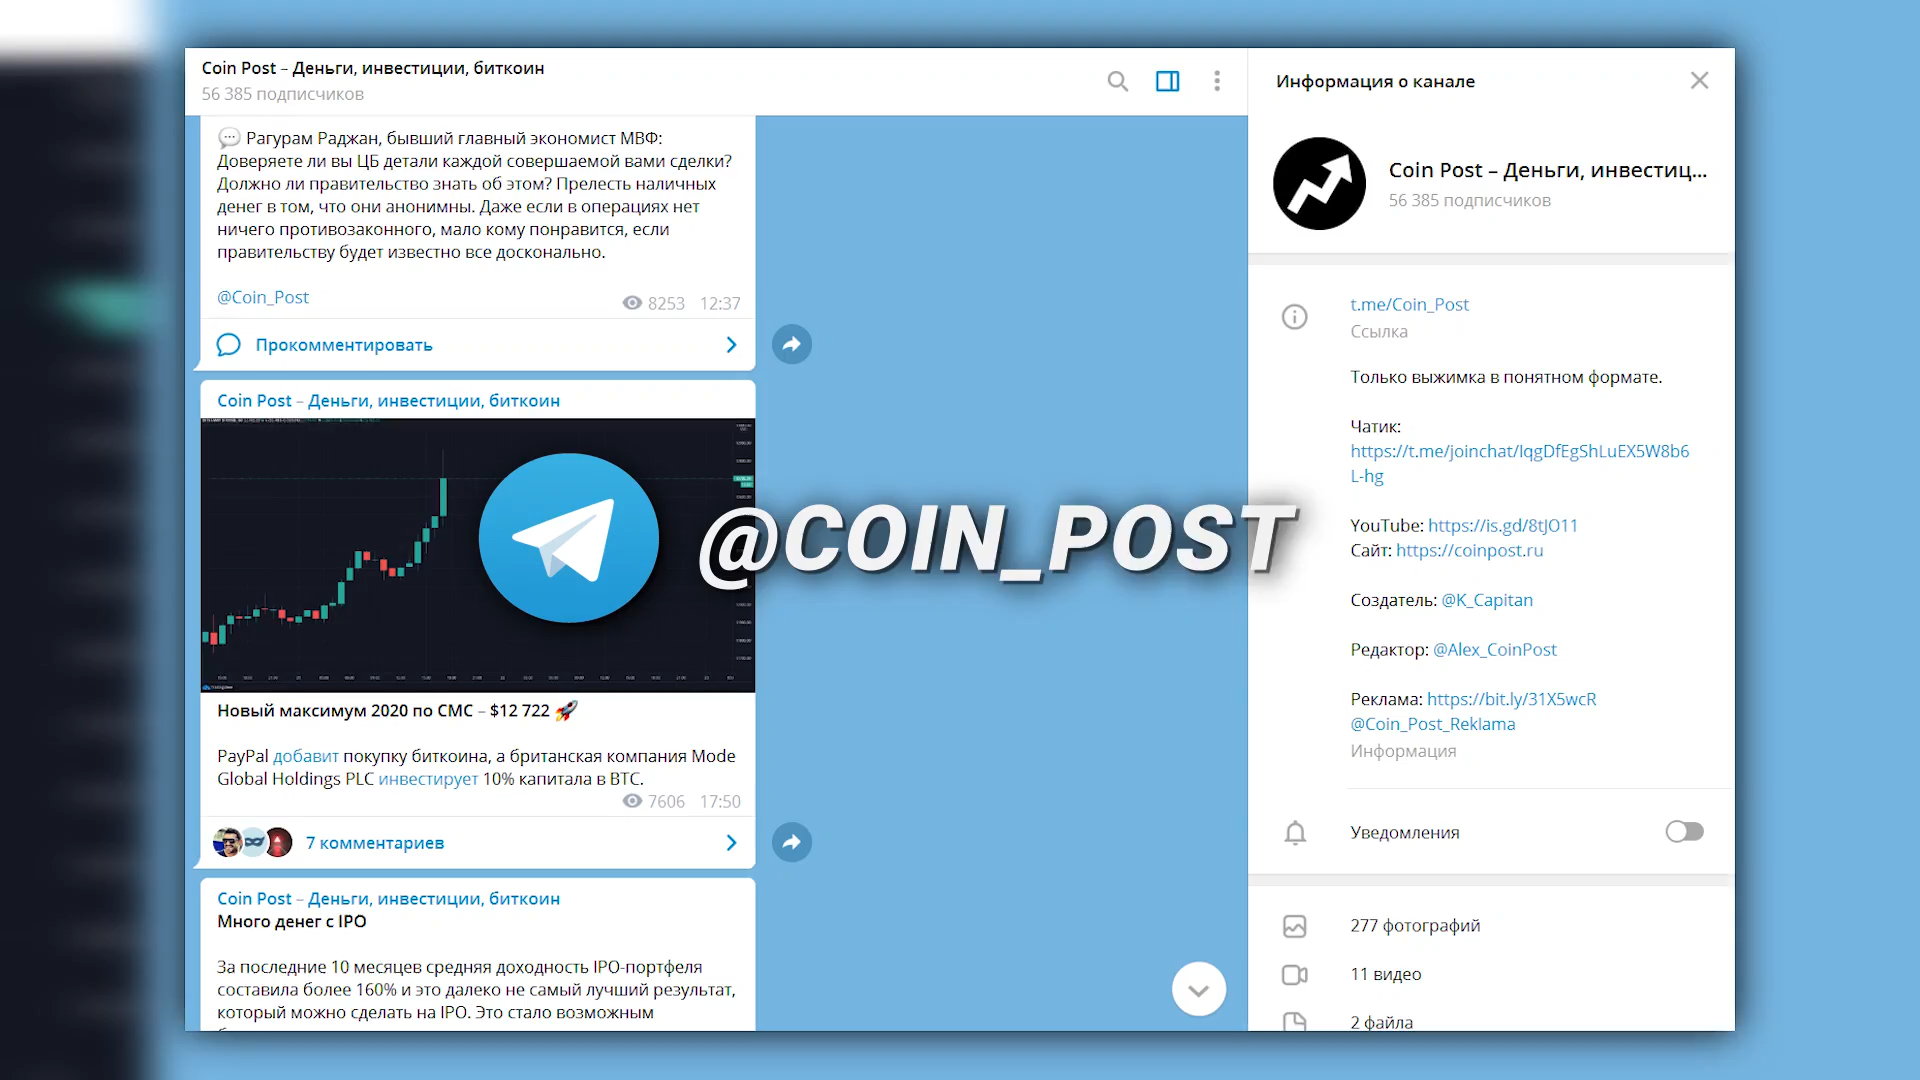 Coin Post – Деньги, инвестиции, биткоин
56 385 подписчиков
Рагурам Раджан, бывший главный экономист МВФ:
Доверяете ли вы ЦБ детали каждой совершаемой вами сделки?
Должно ли правительство знать об этом? Прелесть наличных
денег в том, что они анонимны. Даже если в операциях нет
ничего противозаконного, мало кому понравится, если
правительству будет известно все досконально.
@Coin_Post
8253 12:37
Прокомментировать
Coin Post – Деньги, инвестиции, биткоин
@COIN_POST
Новый максимум 2020 по CMC – $12 722
PayPal добавит покупку биткоина, а британская компания Mode
Global Holdings PLC инвестирует 10% капитала в BTC.
7606 17:50
7 комментариев
Coin Post – Деньги, инвестиции, биткоин
Много денег с IPO
За последние 10 месяцев средняя доходность IPO-портфеля
составила более 160% и это далеко не самый лучший результат,
который можно сделать на IPO. Это стало возможным
Информация о канале
Coin Post – Деньги, инвестиц...
56 385 подписчиков
t.me/Coin_Post
Ссылка
Только выжимка в понятном формате.
Чатик:
https://t.me/joinchat/IqgDfEgShLuEX5W8b6
L-hg
YouTube: https://is.gd/8tJO11
Сайт: https://coinpost.ru
Создатель: @K_Capitan
Редактор: @Alex_CoinPost
Реклама: https://bit.ly/31X5wcR
@Coin_Post_Reklama
Информация
Уведомления
277 фотографий
11 видео
2 файла